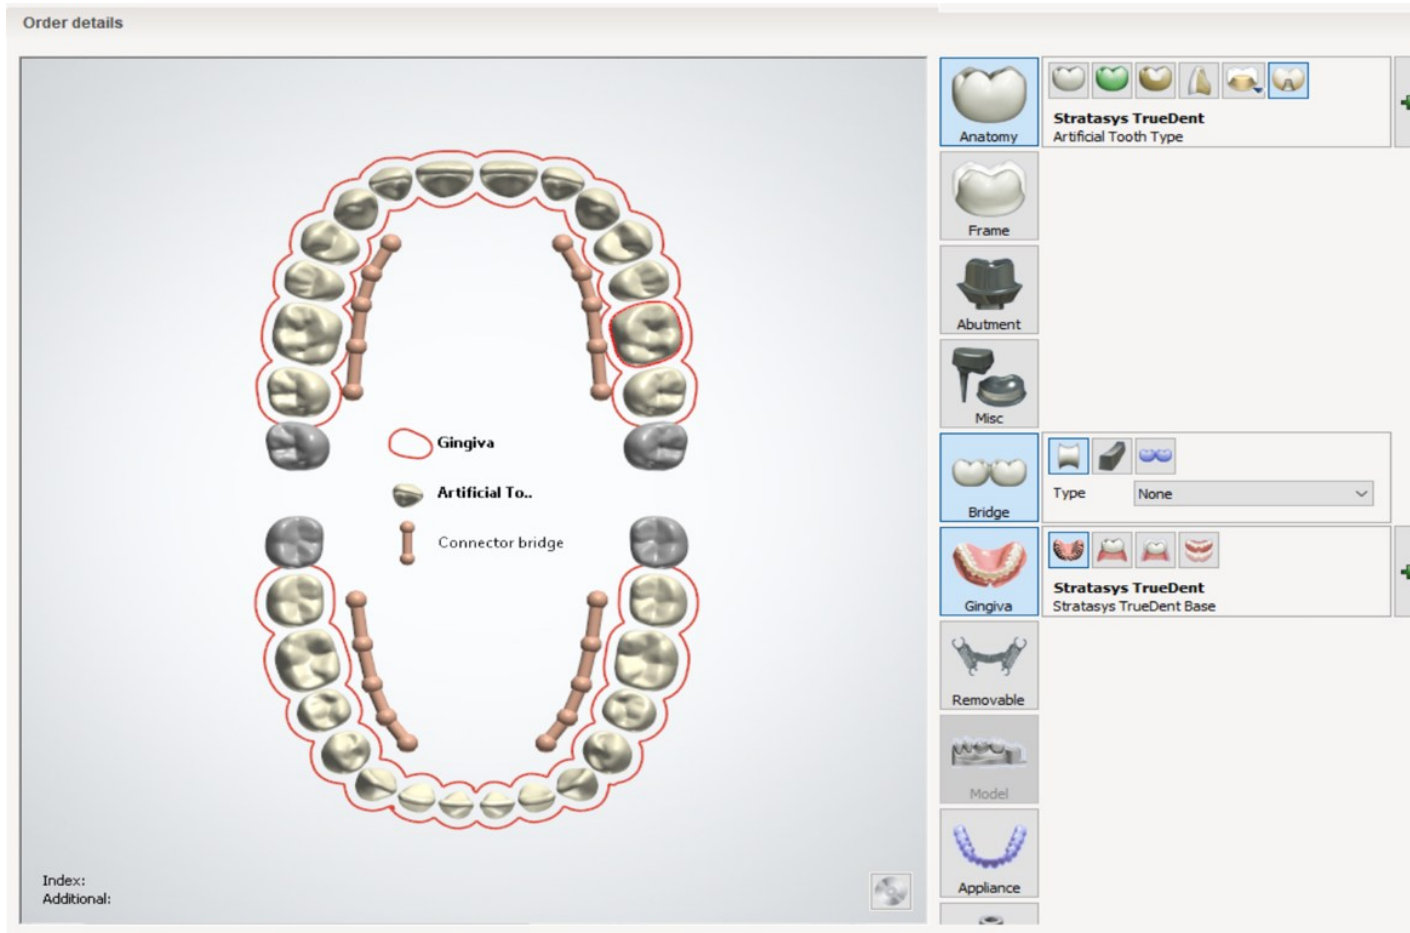 Order details
Gingiva
Artificial To..
Connector bridge
Index:
Additional:
Anatomy
Stratasys TrueDent
Artificial Tooth Type
Frame
Abutment
Misc
Bridge
Type None
Gingiva
Stratasys TrueDent
Stratasys TrueDent Base
Removable
Model
Appliance